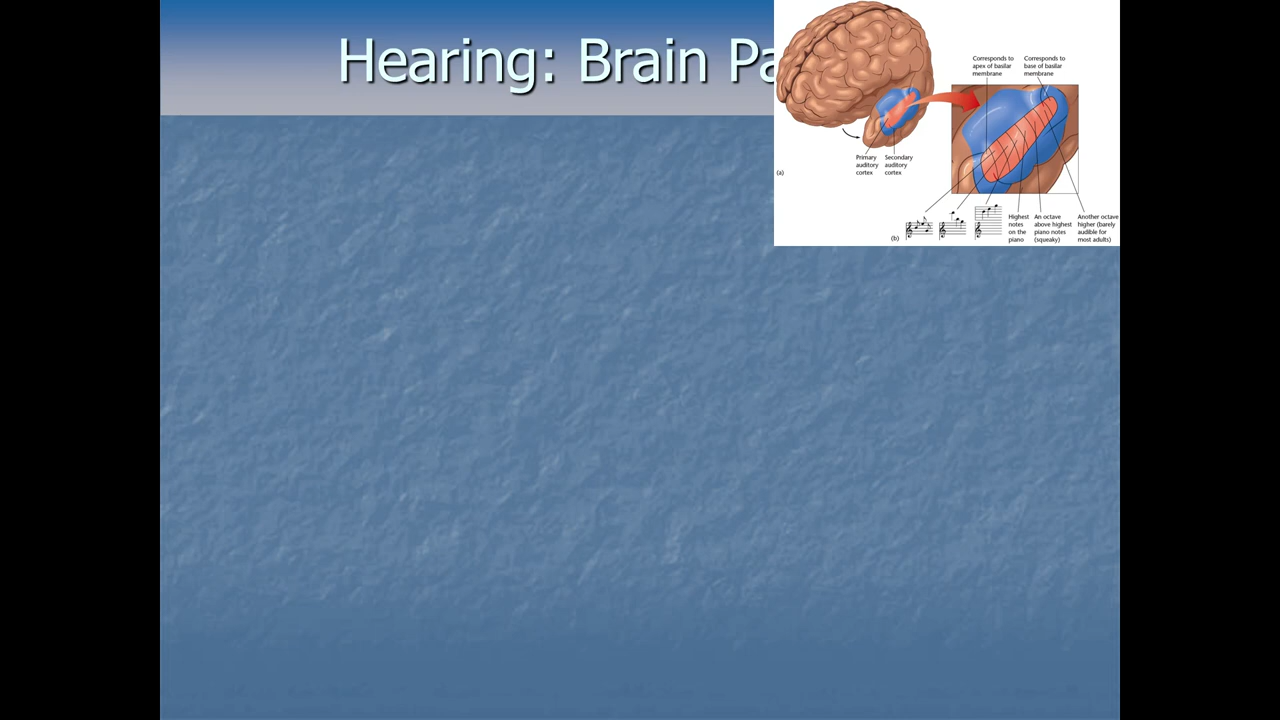 Hearing: Brain Pa
Corresponds to
apex of basilar
membrane
Corresponds to
base of basilar
membrane
Primary
auditory
cortex
Secondary
auditory
cortex
(a)
(b)
Highest
notes
on the
piano
An octave
above highest
piano notes
(squeaky)
Another octave
higher (barely
audible for
most adults)